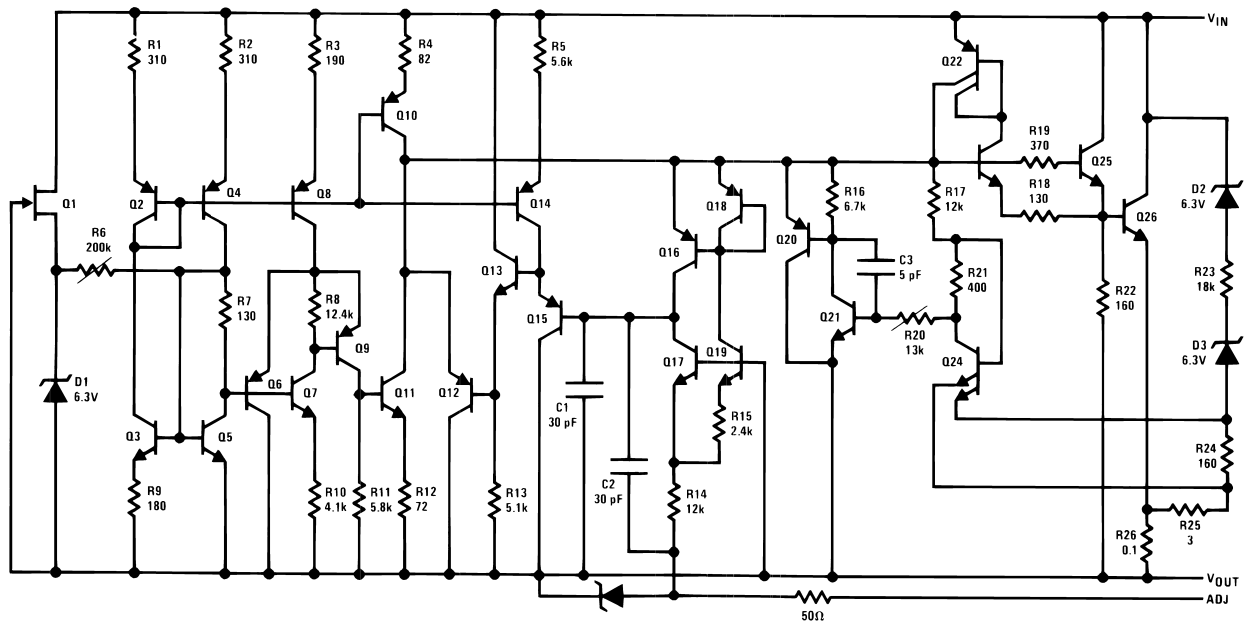 VIN
R1
310
R2
310
R3
190
R4
82
R5
5.6k
Q22
Q10
R19
370
Q25
Q1
Q2
Q4
Q8
Q14
Q18
R16
6.7k
R17
12k
R18
130
Q26
D2
6.3V
R6
200k
Q13
Q16
Q20
C3
5 pF
R21
400
R7
130
R8
12.4k
Q15
Q21
R20
13k
R22
160
R23
18k
Q9
Q17
Q19
D3
6.3V
D1
6.3V
Q6
Q7
Q11
Q12
C1
30 pF
Q24
R15
2.4k
Q3
Q5
R24
160
C2
30 pF
R9
180
R10
4.1k
R11
5.8k
R12
72
R13
5.1k
R14
12k
R25
3
R26
0.1
VOUT
ADJ
50Ω